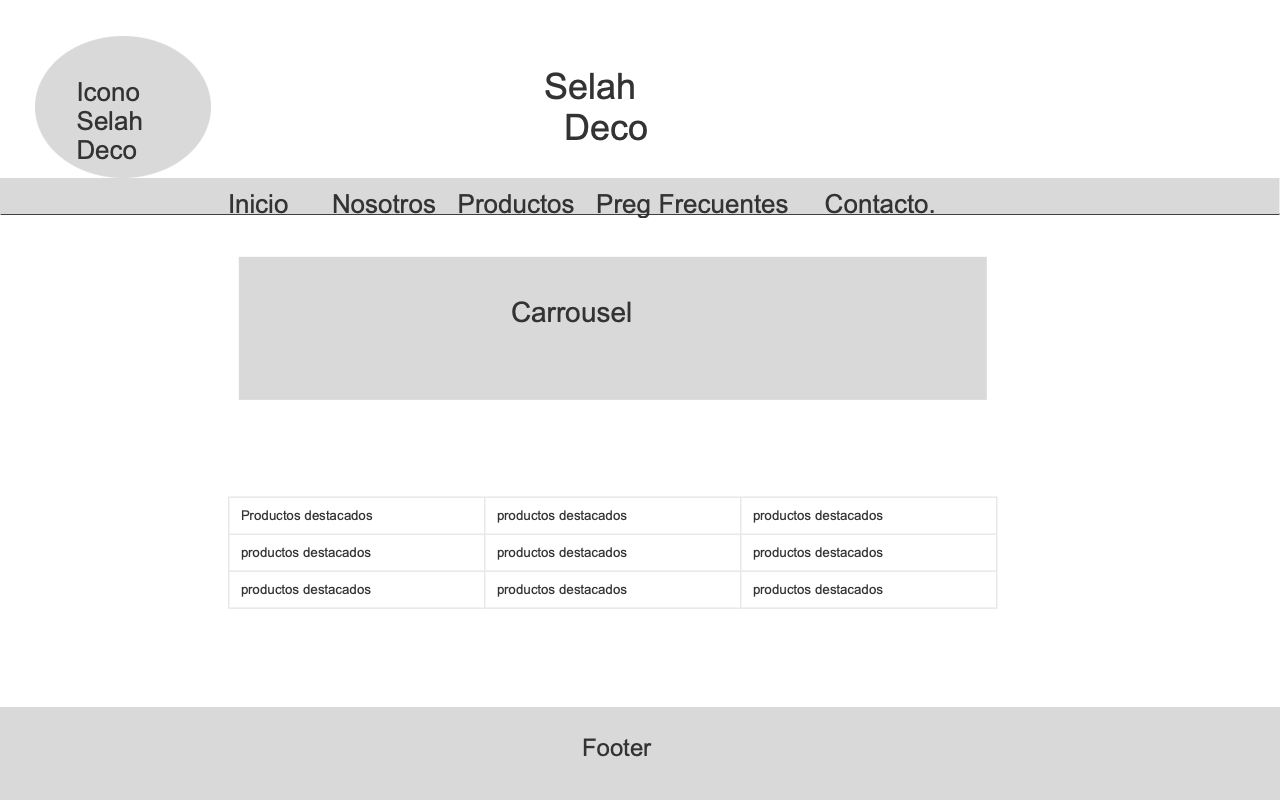 Icono
Selah
Deco
Selah
Deco
Inicio Nosotros Productos Preg Frecuentes Contacto.
Carrousel
Productos destacados productos destacados productos destacados
productos destacados productos destacados productos destacados
productos destacados productos destacados productos destacados
Footer